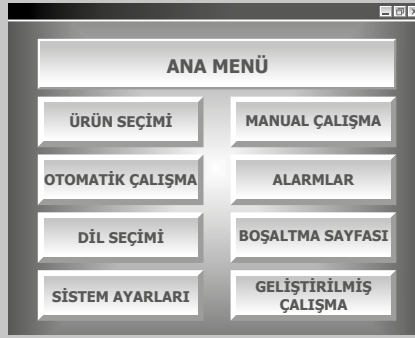 ANA MENÜ
ÜRÜN SEÇİMİ
MANUAL ÇALIŞMA
OTOMATİK ÇALIŞMA
ALARMLAR
DİL SEÇİMİ
BOŞALTMA SAYFASI
SİSTEM AYARLARI
GELİŞTİRİLMİŞ
ÇALIŞMA